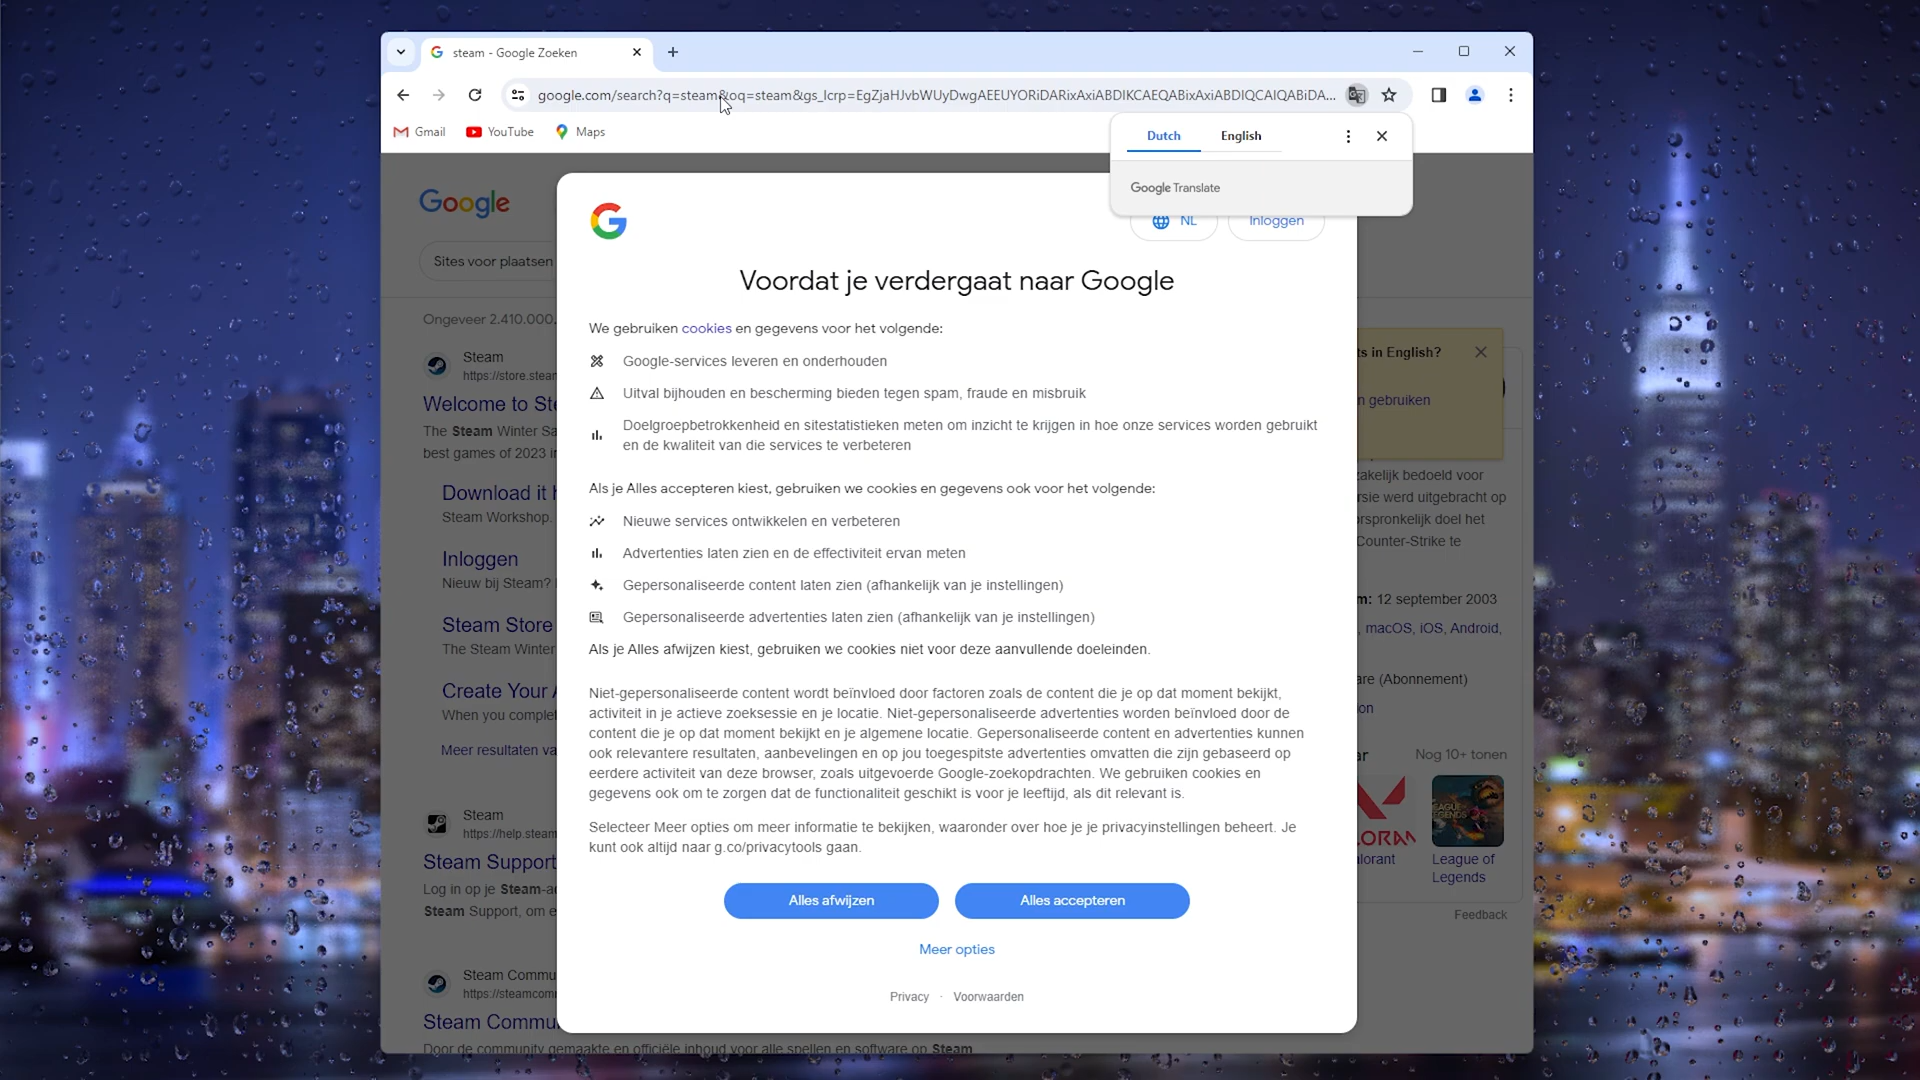 steam - Google Zoeken
google.com/search?q=steam&oq=steam&gs_lcrp=EgZjaHJvbWUyDwgAEEUYORiDARixAxiABDIKCAEQABixAxiABDIQCAIQABiDA...
Gmail
YouTube
Maps
Dutch
English
Google Translate
Google
NL
Inloggen
Sites voor plaatsen
Voordat je verdergaat naar Google
Ongeveer 2.410.000.
We gebruiken cookies en gegevens voor het volgende:
Google-services leveren en onderhouden
Uitval bijhouden en bescherming bieden tegen spam, fraude en misbruik
Doelgroepbetrokkenheid en sitestatistieken meten om inzicht te krijgen in hoe onze services worden gebruikt
en de kwaliteit van die services te verbeteren
Als je Alles accepteren kiest, gebruiken we cookies en gegevens ook voor het volgende:
Nieuwe services ontwikkelen en verbeteren
Advertenties laten zien en de effectiviteit ervan meten
Gepersonaliseerde content laten zien (afhankelijk van je instellingen)
Gepersonaliseerde advertenties laten zien (afhankelijk van je instellingen)
Als je Alles afwijzen kiest, gebruiken we cookies niet voor deze aanvullende doeleinden.
Niet-gepersonaliseerde content wordt beïnvloed door factoren zoals de content die je op dat moment bekijkt,
activiteit in je actieve zoeksessie en je locatie. Niet-gepersonaliseerde advertenties worden beïnvloed door de
content die je op dat moment bekijkt en je algemene locatie. Gepersonaliseerde content en advertenties kunnen
ook relevantere resultaten, aanbevelingen en op jou toegespitste advertenties omvatten die zijn gebaseerd op
eerdere activiteit van deze browser, zoals uitgevoerde Google-zoekopdrachten. We gebruiken cookies en
gegevens ook om te zorgen dat de functionaliteit geschikt is voor je leeftijd, als dit relevant is.
Selecteer Meer opties om meer informatie te bekijken, waaronder over hoe je je privacyinstellingen beheert. Je
kunt ook altijd naar g.co/privacytools gaan.
Alles afwijzen
Alles accepteren
Meer opties
Privacy · Voorwaarden
Steam
https://store.steam
Welcome to Ste
The Steam Winter Sa
best games of 2023 in
Download it h
Steam Workshop.
Inloggen
Nieuw bij Steam?
Steam Store
The Steam Winter
Create Your A
When you complet
Meer resultaten va
Steam
https://help.steam
Steam Support
Log in op je Steam-ac
Steam Support, om e
Steam Commu
https://steamcom
Steam Commu
Door de community gemaakte en officiële inhoud voor alle spellen en software op Steam
ts in English?
n gebruiken
zakelijk bedoeld voor
rsie werd uitgebracht op
rspronkelijk doel het
Counter-Strike te
m: 12 september 2003
, macOS, iOS, Android,
are (Abonnement)
on
ar
Nog 10+ tonen
LEAGUE
LEGENDS
LORAN
alorant
League of
Legends
Feedback